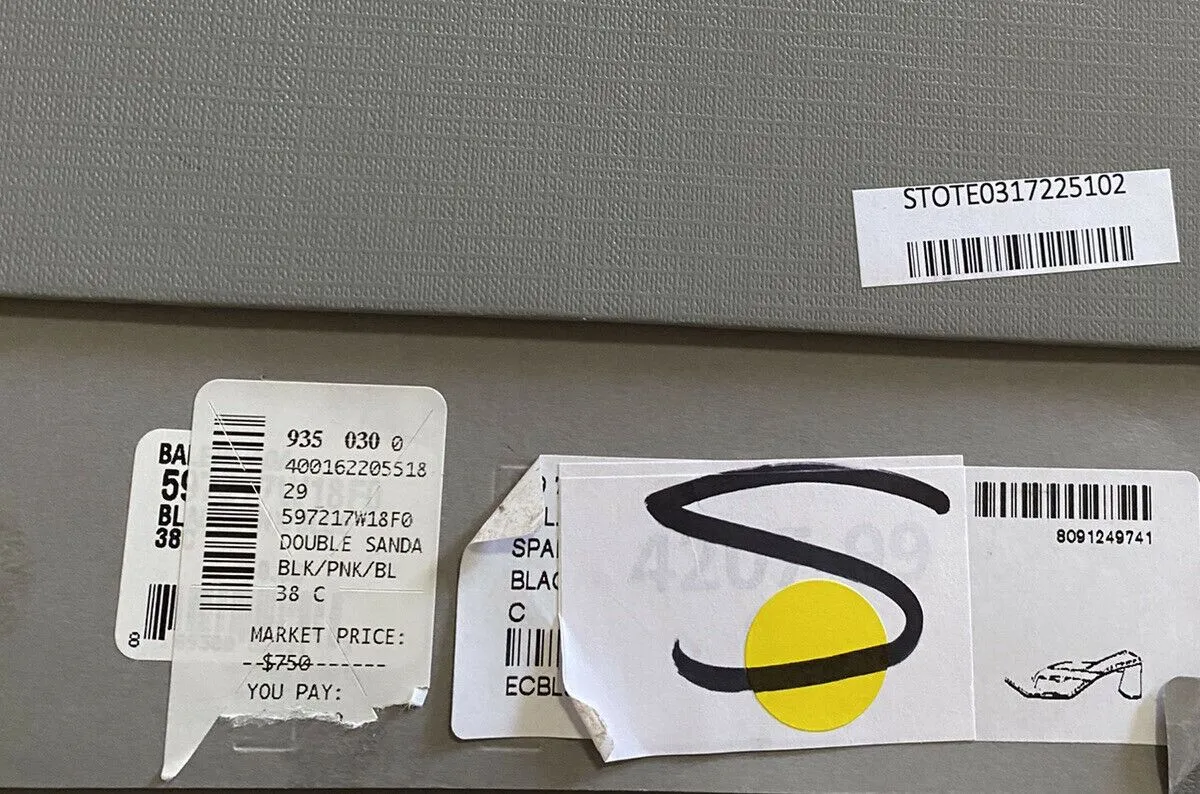 STOTE0317225102
BA
59
BL
38
8
935 030 0
400162205518
29
597217W18F0
DOUBLE SANDA
BLK/PNK/BL
38 C
MARKET PRICE:
$750
YOU PAY:
L
SPA
BLAC
C
ECBL
S
8091249741